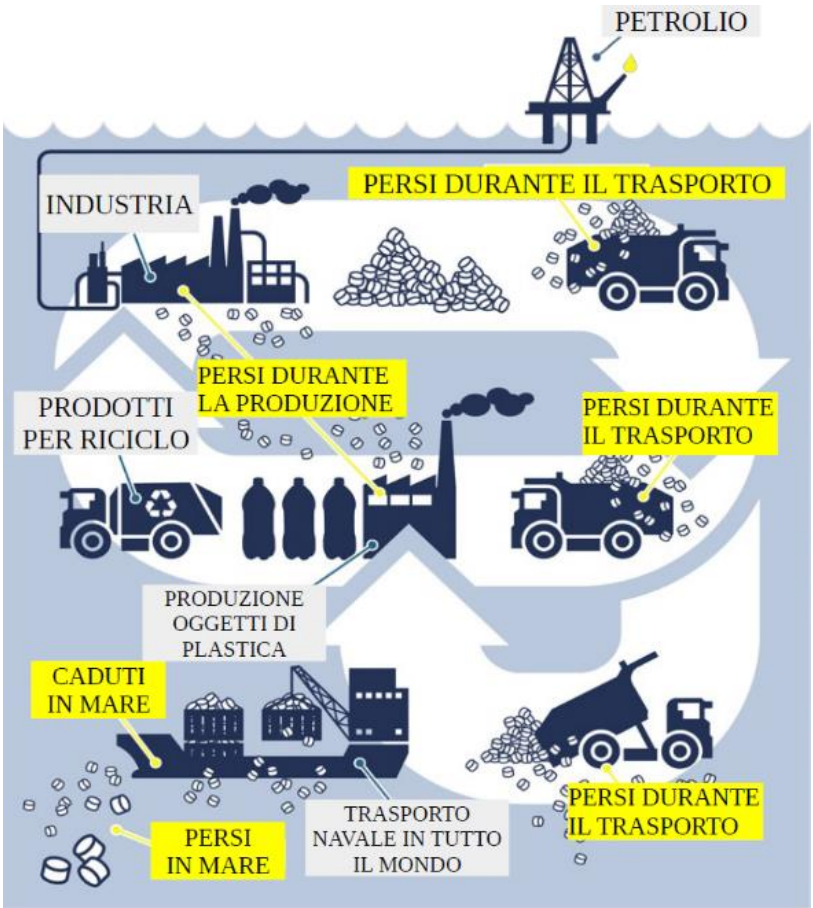 PETROLIO
INDUSTRIA
PERSI DURANTE IL TRASPORTO
PERSI DURANTE
LA PRODUZIONE
PRODOTTI
PER RICICLO
PERSI DURANTE
IL TRASPORTO
PRODUZIONE
OGGETTI DI
PLASTICA
CADUTI
IN MARE
PERSI DURANTE
IL TRASPORTO
TRASPORTO
NAVALE IN TUTTO
IL MONDO
PERSI
IN MARE